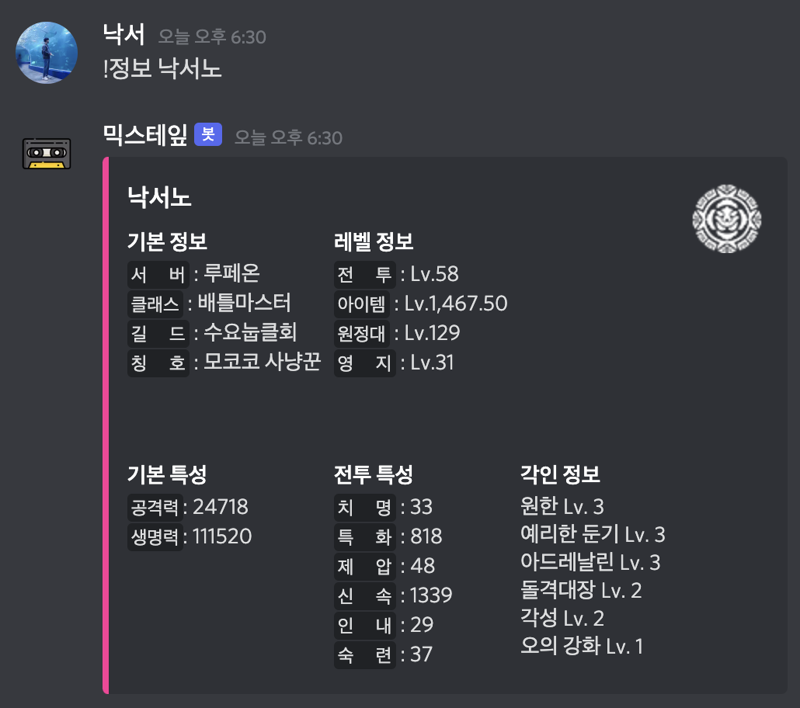 낙서 오늘 오후 6:30
!정보 낙서노
믹스테잎 봇 오늘 오후 6:30
낙서노
기본 정보
서 버 : 루페온
클래스 : 배틀마스터
길 드 : 수요눕클회
칭 호 : 모코코 사냥꾼
레벨 정보
전 투 : Lv.58
아이템 : Lv.1,467.50
원정대 : Lv.129
영 지 : Lv.31
기본 특성
공격력 : 24718
생명력 : 111520
전투 특성
치 명 : 33
특 화 : 818
제 압 : 48
신 속 : 1339
인 내 : 29
숙 련 : 37
각인 정보
원한 Lv. 3
예리한 둔기 Lv. 3
아드레날린 Lv. 3
돌격대장 Lv. 2
각성 Lv. 2
오의 강화 Lv. 1